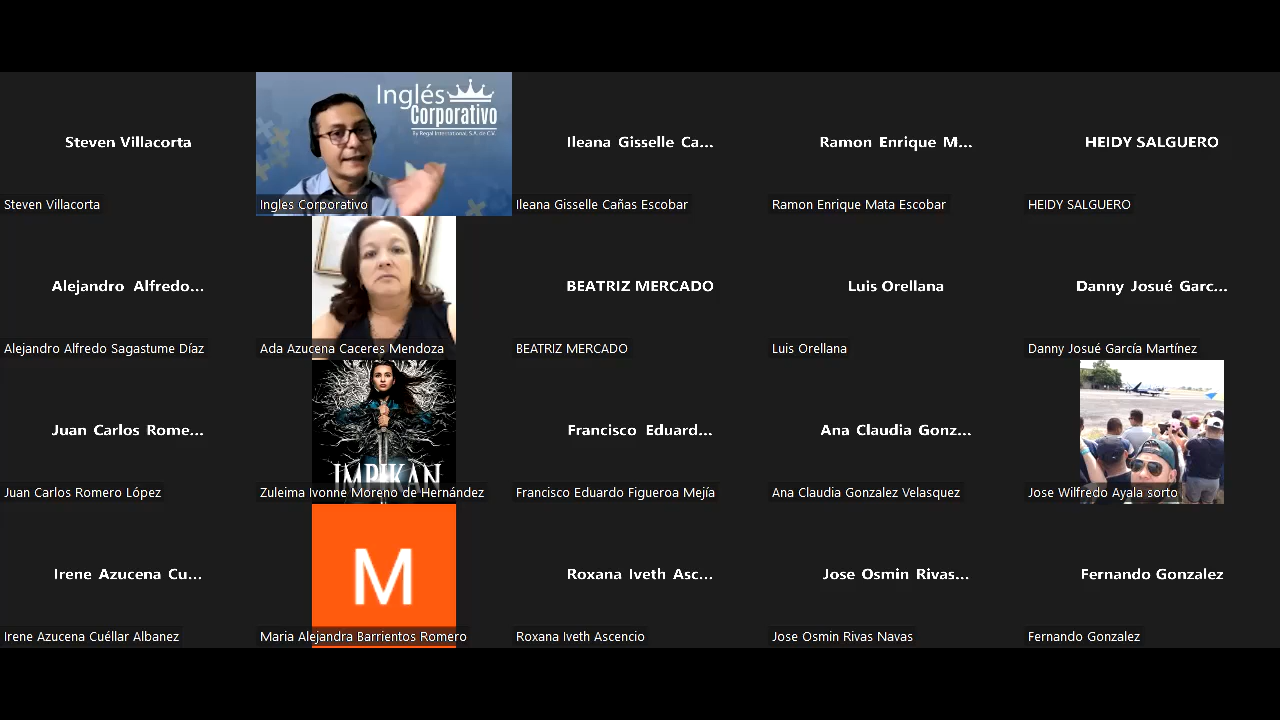 Steven Villacorta
Inglés
Corporativo
By Regal International, S.A. de C.V.
Ileana Gisselle Ca...
Ramon Enrique M...
HEIDY SALGUERO
Steven Villacorta
Ingles Corporativo
Ileana Gisselle Cañas Escobar
Ramon Enrique Mata Escobar
HEIDY SALGUERO
Alejandro Alfredo...
BEATRIZ MERCADO
Luis Orellana
Danny Josué Garc...
Alejandro Alfredo Sagastume Díaz
Ada Azucena Caceres Mendoza
BEATRIZ MERCADO
Luis Orellana
Danny Josué García Martínez
Juan Carlos Rome...
Francisco Eduard...
Ana Claudia Gonz...
Juan Carlos Romero López
Zuleima Ivonne Moreno de Hernández
Francisco Eduardo Figueroa Mejía
Ana Claudia Gonzalez Velasquez
Jose Wilfredo Ayala sorto
Irene Azucena Cu...
M
Roxana Iveth Asc...
Jose Osmin Rivas...
Fernando Gonzalez
Irene Azucena Cuéllar Albanez
Maria Alejandra Barrientos Romero
Roxana Iveth Ascencio
Jose Osmin Rivas Navas
Fernando Gonzalez